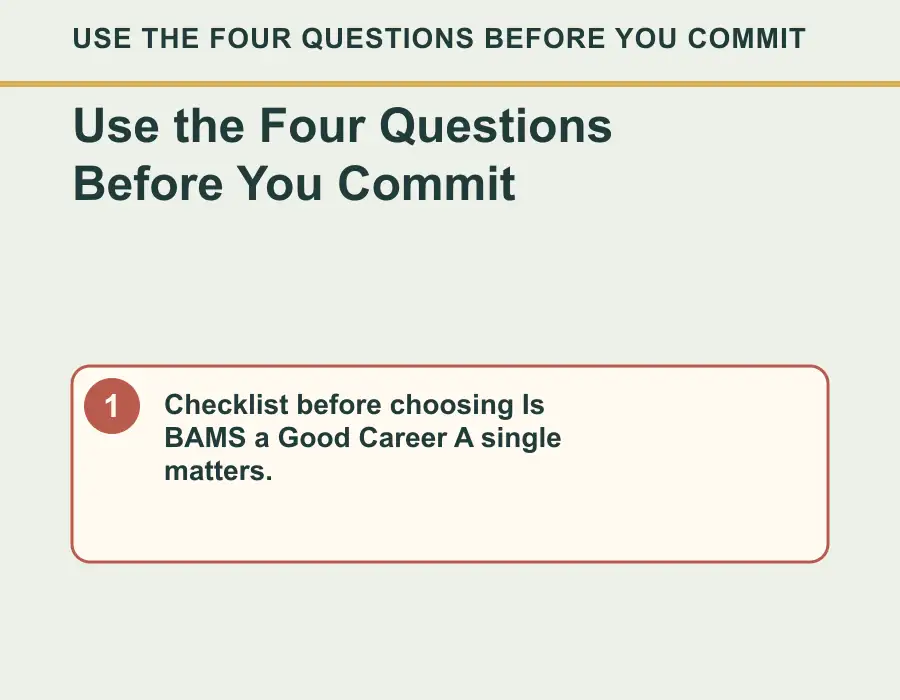 USE THE FOUR QUESTIONS BEFORE YOU COMMIT
Use the Four Questions
Before You Commit
1
Checklist before choosing Is
BAMS a Good Career A single
matters.